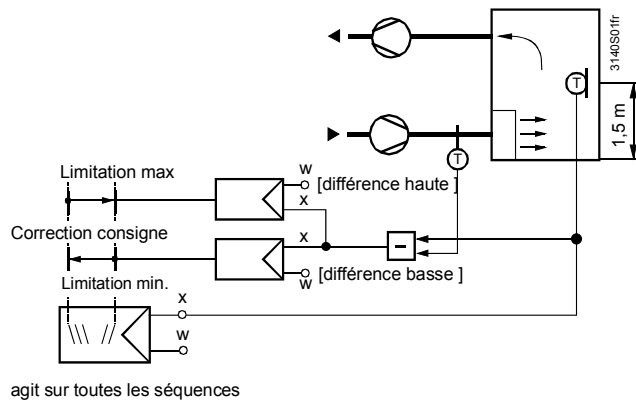 3140S01fr
T
1,5 m
T
Limitation max
w
[différence haute ]
x
Correction consigne
x
–
w
[différence basse ]
Limitation min.
x
w
agit sur toutes les séquences